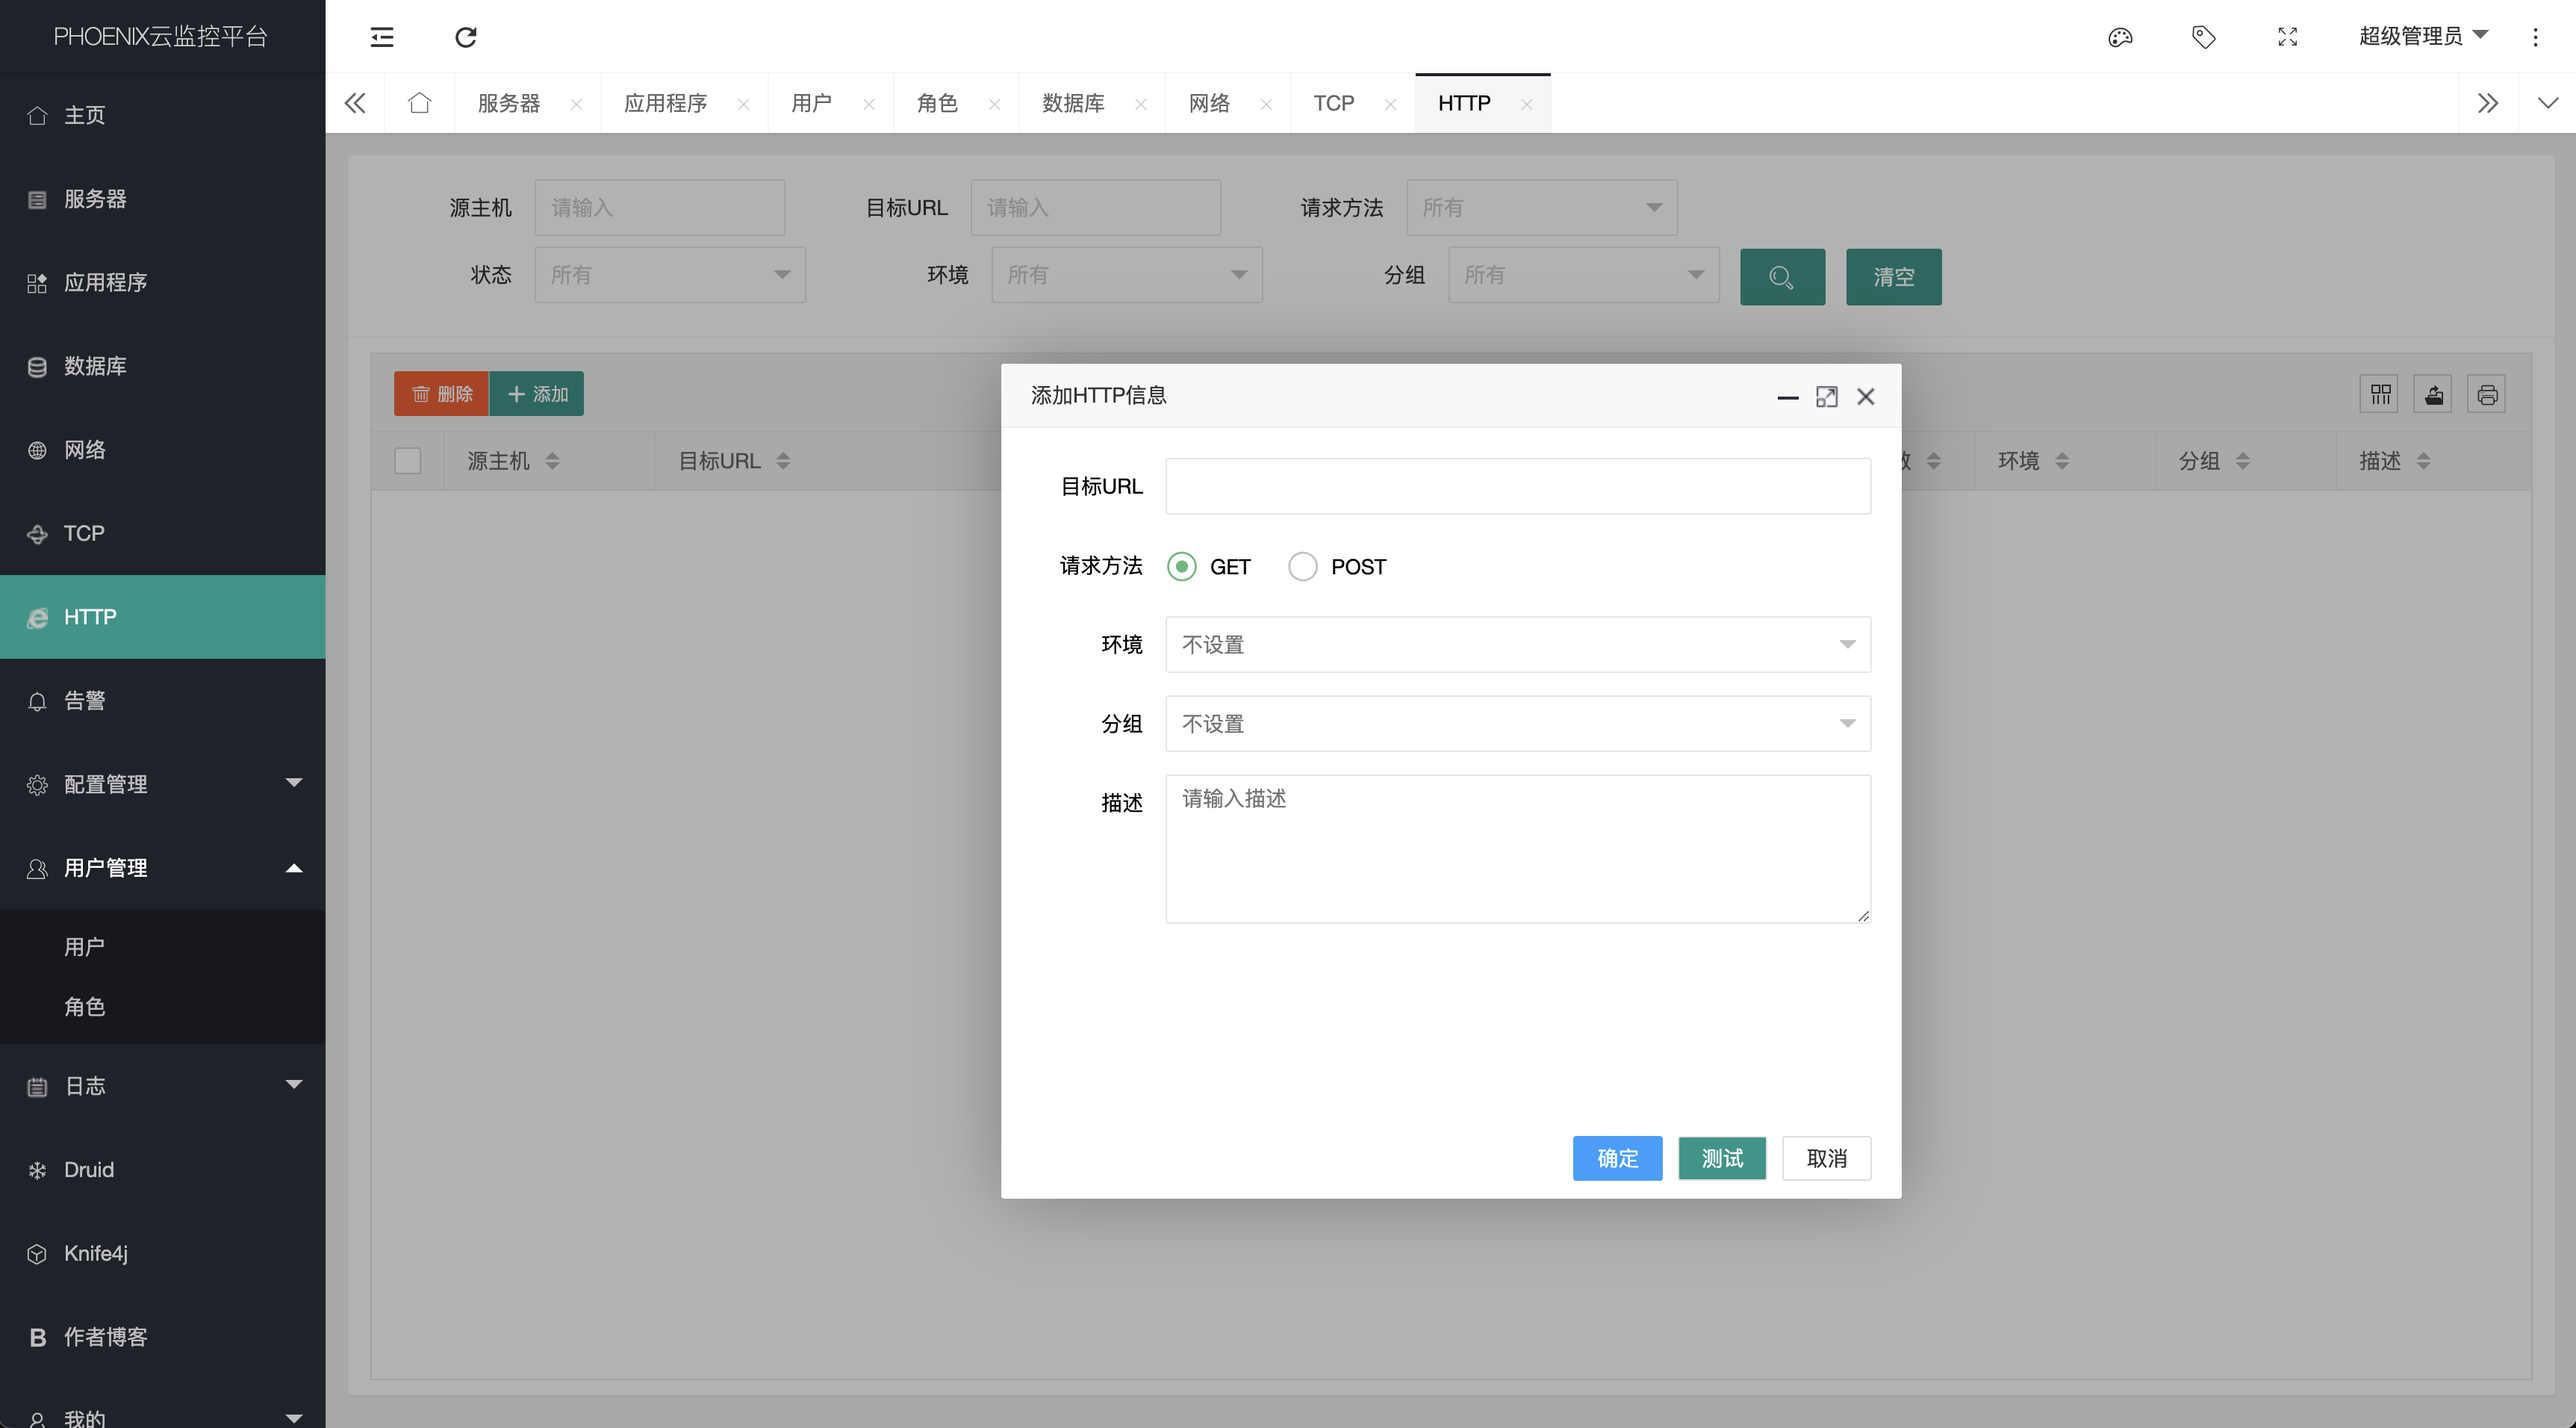 PHOENIX云监控平台
超级管理员
服务器 应用程序 用户 角色 数据库 网络 TCP HTTP
主页
服务器
应用程序
数据库
网络
TCP
HTTP
告警
配置管理
用户管理
用户
角色
日志
Druid
Knife4j
作者博客
我的
源主机 请输入 目标URL 请输入 请求方法 所有
状态 所有 环境 所有 分组 所有 清空
删除 添加
源主机 目标URL 数 环境 分组 描述
添加HTTP信息
目标URL
请求方法 GET POST
环境 不设置
分组 不设置
描述 请输入描述
确定 测试 取消